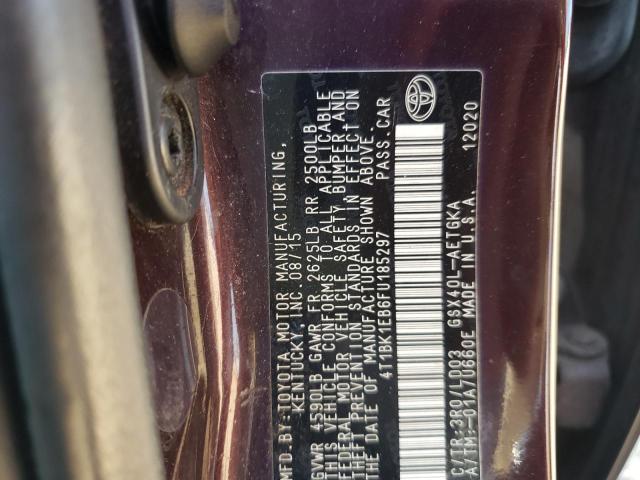 MFD.BY:TOYOTA MOTOR MANUFACTURING,
KENTUCKY, INC. 08/15
GVWR 4590LB GAWR FR 2625LB RR 2500LB
THIS VEHICLE CONFORMS TO ALL APPLICABLE
FEDERAL MOTOR VEHICLE SAFETY, BUMPER AND
THEFT PREVENTION STANDARDS IN EFFECT ON
THE DATE OF MANUFACTURE SHOWN ABOVE.
4T1BK1EB6FU185297 PASS. CAR
C/TR:3R0/LD03 GSX40L-AETGKA
A/TM:-01A/U660E MADE IN U.S.A. 12020